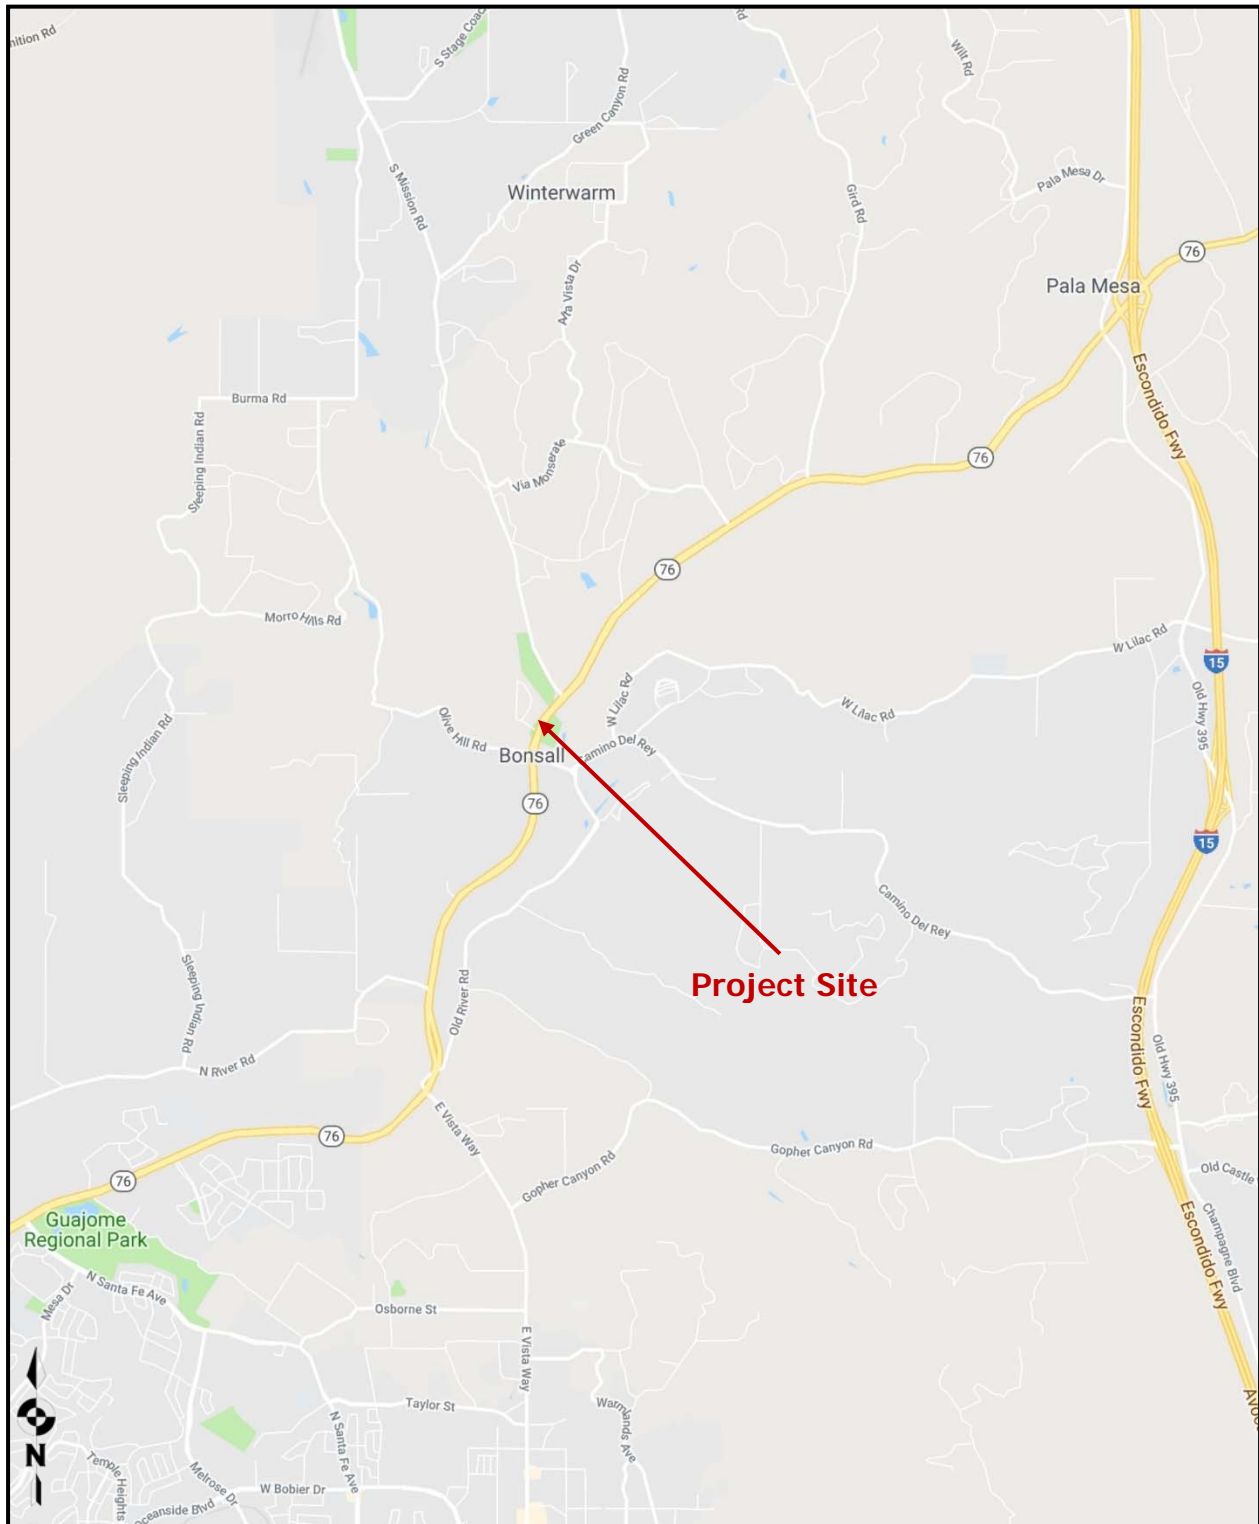 nition Rd
S Stage Coac
Rd
Wilt Rd
Green Canyon Rd
S Mission Rd
Winterwarm
Gird Rd
Pala Mesa Dr
76
Pala Mesa
Alta Vista Dr
Escondido Fwy
Burma Rd
Sleeping Indian Rd
Via Monserate
76
76
Morro Hills Rd
W Lilac Rd
15
W Lilac Rd
W Lilac Rd
Old Hwy 395
Olive Hill Rd
Sleeping Indian Rd
Camino Del Rey
Bonsall
76
15
Camino Del Rey
Project Site
Sleeping Indian Rd
Old River Rd
Escondido Fwy
Old Hwy 395
N River Rd
E Vista Way
76
Gopher Canyon Rd
Gopher Canyon Rd
Old Castle
76
Guajome
Regional Park
Escondido Fwy
Champagne Blvd
N Santa Fe Ave
Mesa Dr
Osborne St
E Vista Way
Taylor St
Warmlands Ave
N Santa Fe Ave
Avoc
N
Temple Heights
Melrose Dr
W Bobier Dr
Oceanside Blvd